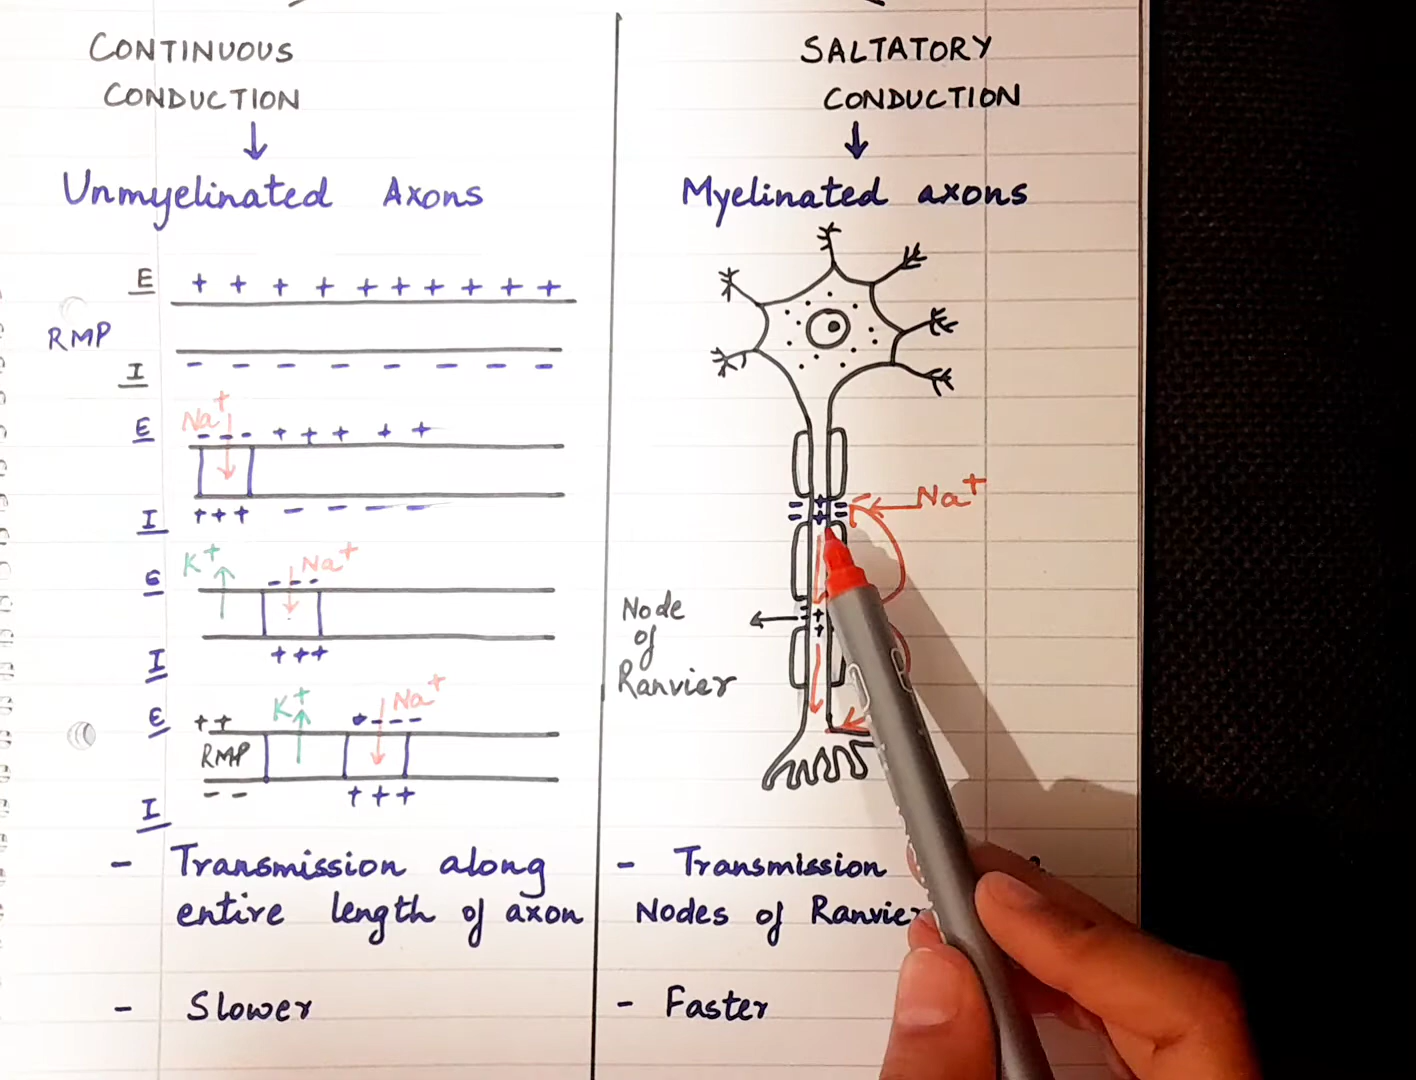 CONTINUOUS
CONDUCTION
Unmyelinated Axons
E + + + + + + + + + +
RMP
I - - - - - - - -
Na+
E - - - + + + + +
I +++ - - - - -
K+ Na+
E - - -
I +++
K+ Na+
E ++ - - -
RMP
- -
I +++
- Transmission along
entire length of axon
- Slower
SALTATORY
CONDUCTION
Myelinated axons
Na+
Node
of
Ranvier
- Transmission
Nodes of Ranvier
- Faster